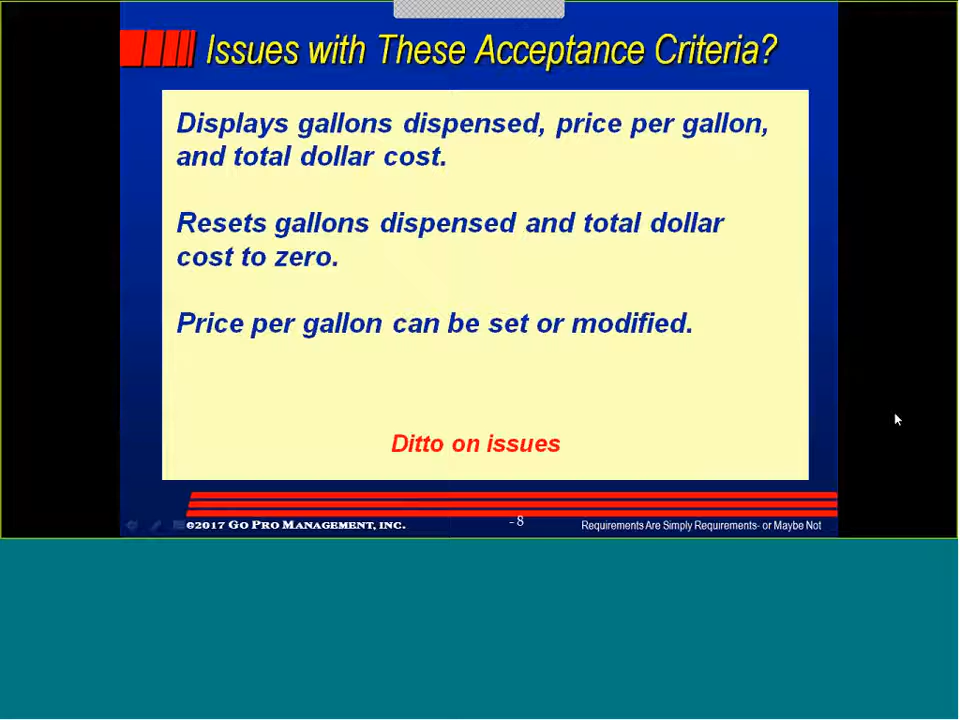 Issues with These Acceptance Criteria?
Displays gallons dispensed, price per gallon,
and total dollar cost.
Resets gallons dispensed and total dollar
cost to zero.
Price per gallon can be set or modified.
Ditto on issues
©2017 Go Pro Management, Inc.
- 8
Requirements Are Simply Requirements- or Maybe Not